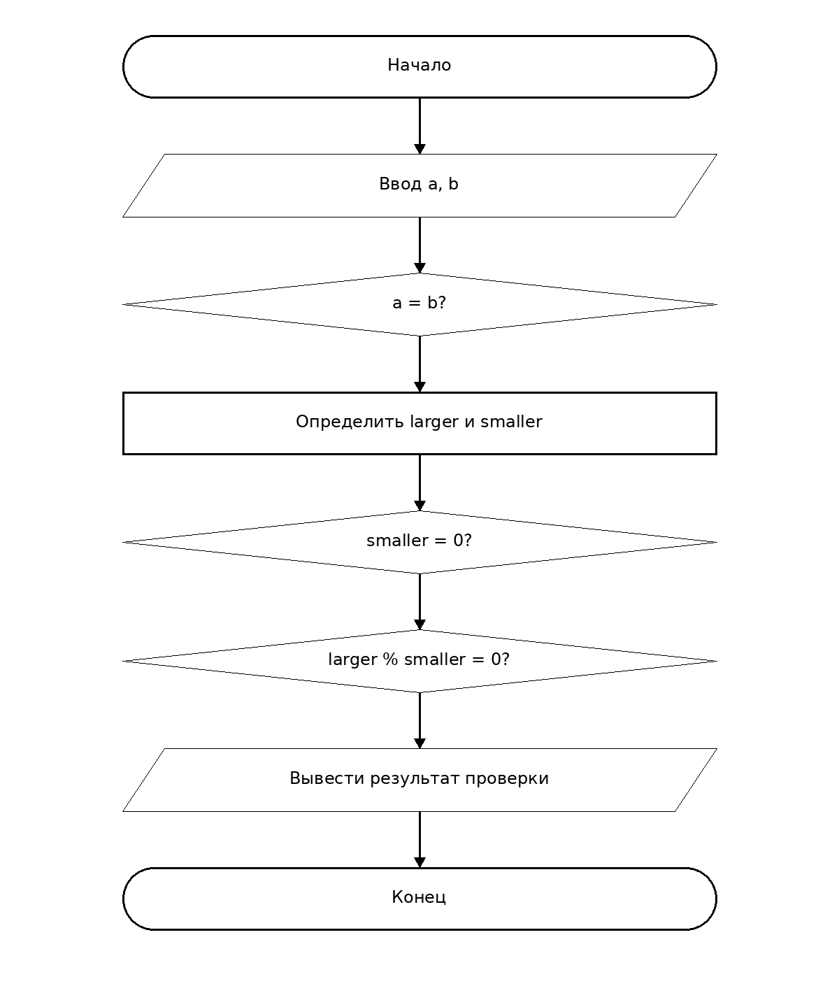 Начало
Ввод a, b
a = b?
Определить larger и smaller
smaller = 0?
larger % smaller = 0?
Вывести результат проверки
Конец